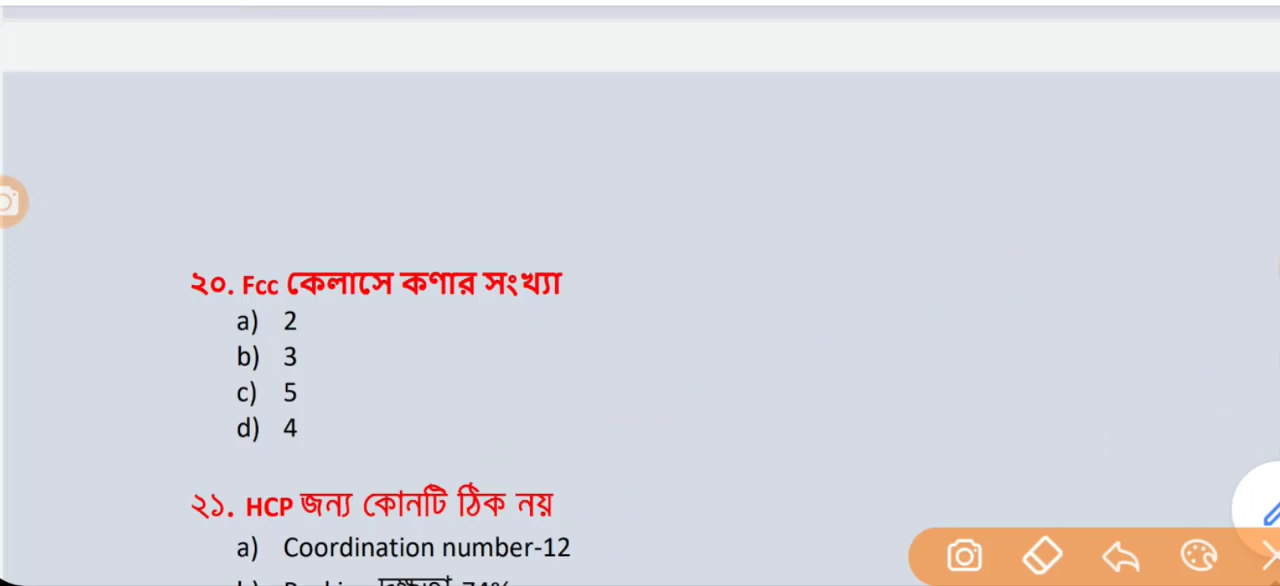 ২০. Fcc কেলাসে কণার সংখ্যা
a) 2
b) 3
c) 5
d) 4
২১. HCP জন্য কোনটি ঠিক নয়
a) Coordination number-12